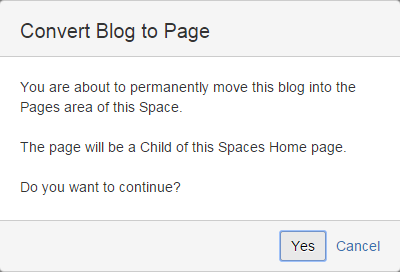 Convert Blog to Page
You are about to permanently move this blog into the
Pages area of this Space.
The page will be a Child of this Spaces Home page.
Do you want to continue?
Yes Cancel